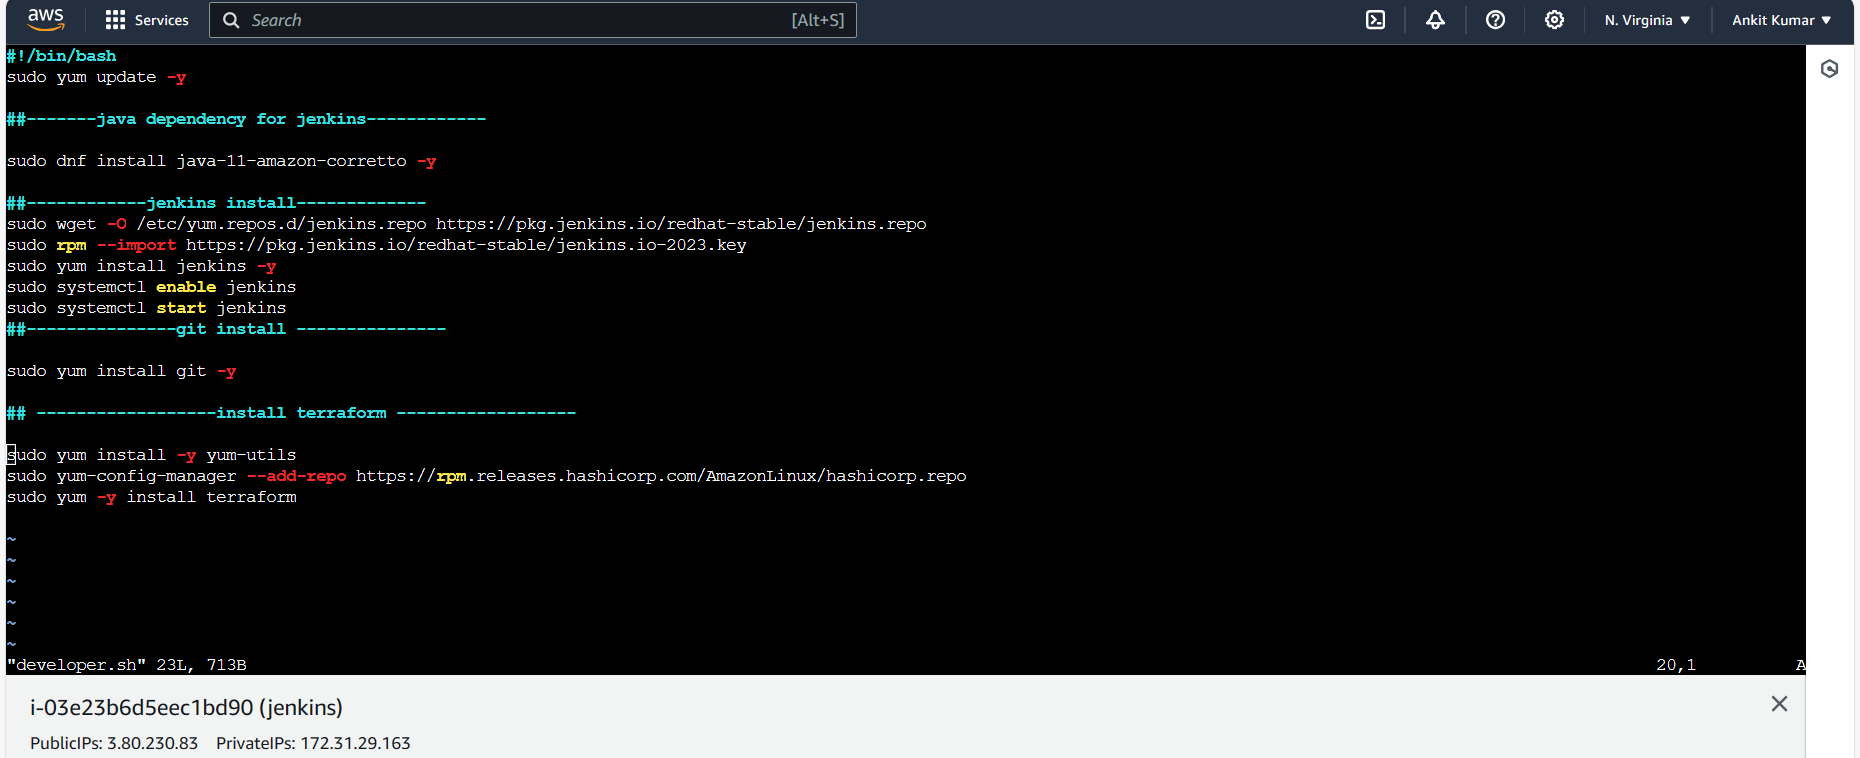 aws Services Search [Alt+S] N. Virginia ▼ Ankit Kumar ▼
#!/bin/bash
sudo yum update -y
##-------java dependency for jenkins------------
sudo dnf install java-11-amazon-corretto -y
##------------jenkins install-------------
sudo wget -O /etc/yum.repos.d/jenkins.repo https://pkg.jenkins.io/redhat-stable/jenkins.repo
sudo rpm --import https://pkg.jenkins.io/redhat-stable/jenkins.io-2023.key
sudo yum install jenkins -y
sudo systemctl enable jenkins
sudo systemctl start jenkins
##---------------git install ---------------
sudo yum install git -y
## ------------------install terraform ------------------
sudo yum install -y yum-utils
sudo yum-config-manager --add-repo https://rpm.releases.hashicorp.com/AmazonLinux/hashicorp.repo
sudo yum -y install terraform
~
~
~
~
~
~
"developer.sh" 23L, 713B 20,1 A
i-03e23b6d5eec1bd90 (jenkins)
PublicIPs: 3.80.230.83 PrivateIPs: 172.31.29.163